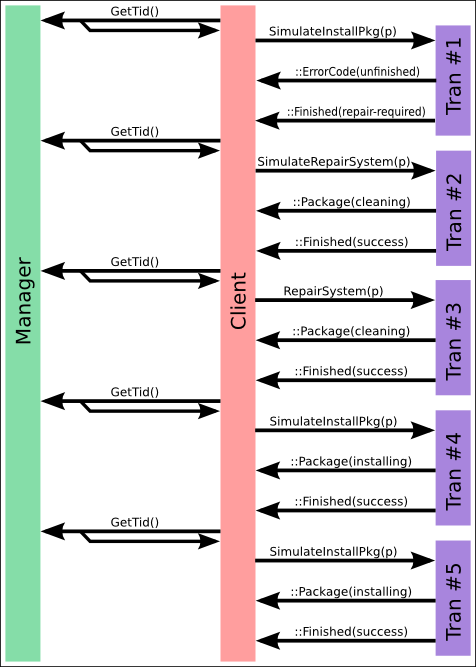 GetTid()
SimulateInstallPkg(p)
::ErrorCode(unfinished)
::Finished(repair-required)
Tran #1
GetTid()
SimulateRepairSystem(p)
::Package(cleaning)
::Finished(success)
Tran #2
Manager
Client
GetTid()
RepairSystem(p)
::Package(cleaning)
::Finished(success)
Tran #3
GetTid()
SimulateInstallPkg(p)
::Package(installing)
::Finished(success)
Tran #4
GetTid()
SimulateInstallPkg(p)
::Package(installing)
::Finished(success)
Tran #5